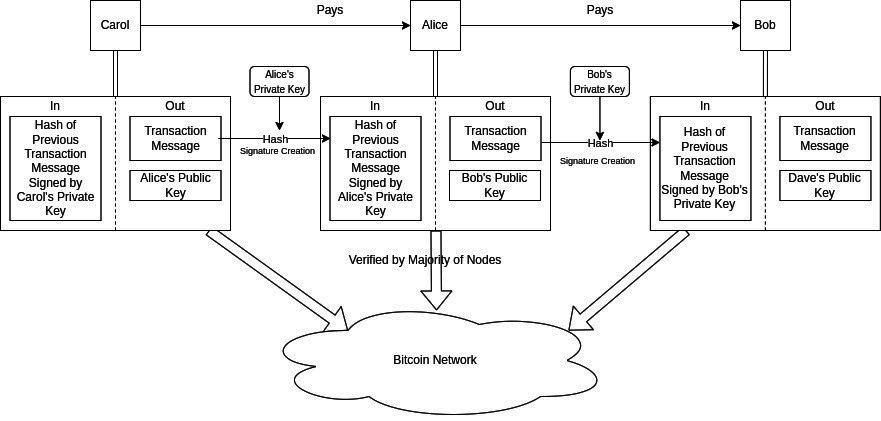 Pays
Pays
Carol
Alice
Bob
Alice's
Private Key
Bob's
Private Key
In
Out
Hash of
Previous
Transaction
Message
Signed by
Carol's Private
Key
Transaction
Message
Alice's Public
Key
Hash
Signature Creation
In
Out
Hash of
Previous
Transaction
Message
Signed by
Alice's Private
Key
Transaction
Message
Bob's Public
Key
Hash
Signature Creation
In
Out
Hash of
Previous
Transaction
Message
Signed by Bob's
Private Key
Transaction
Message
Dave's Public
Key
Verified by Majority of Nodes
Bitcoin Network